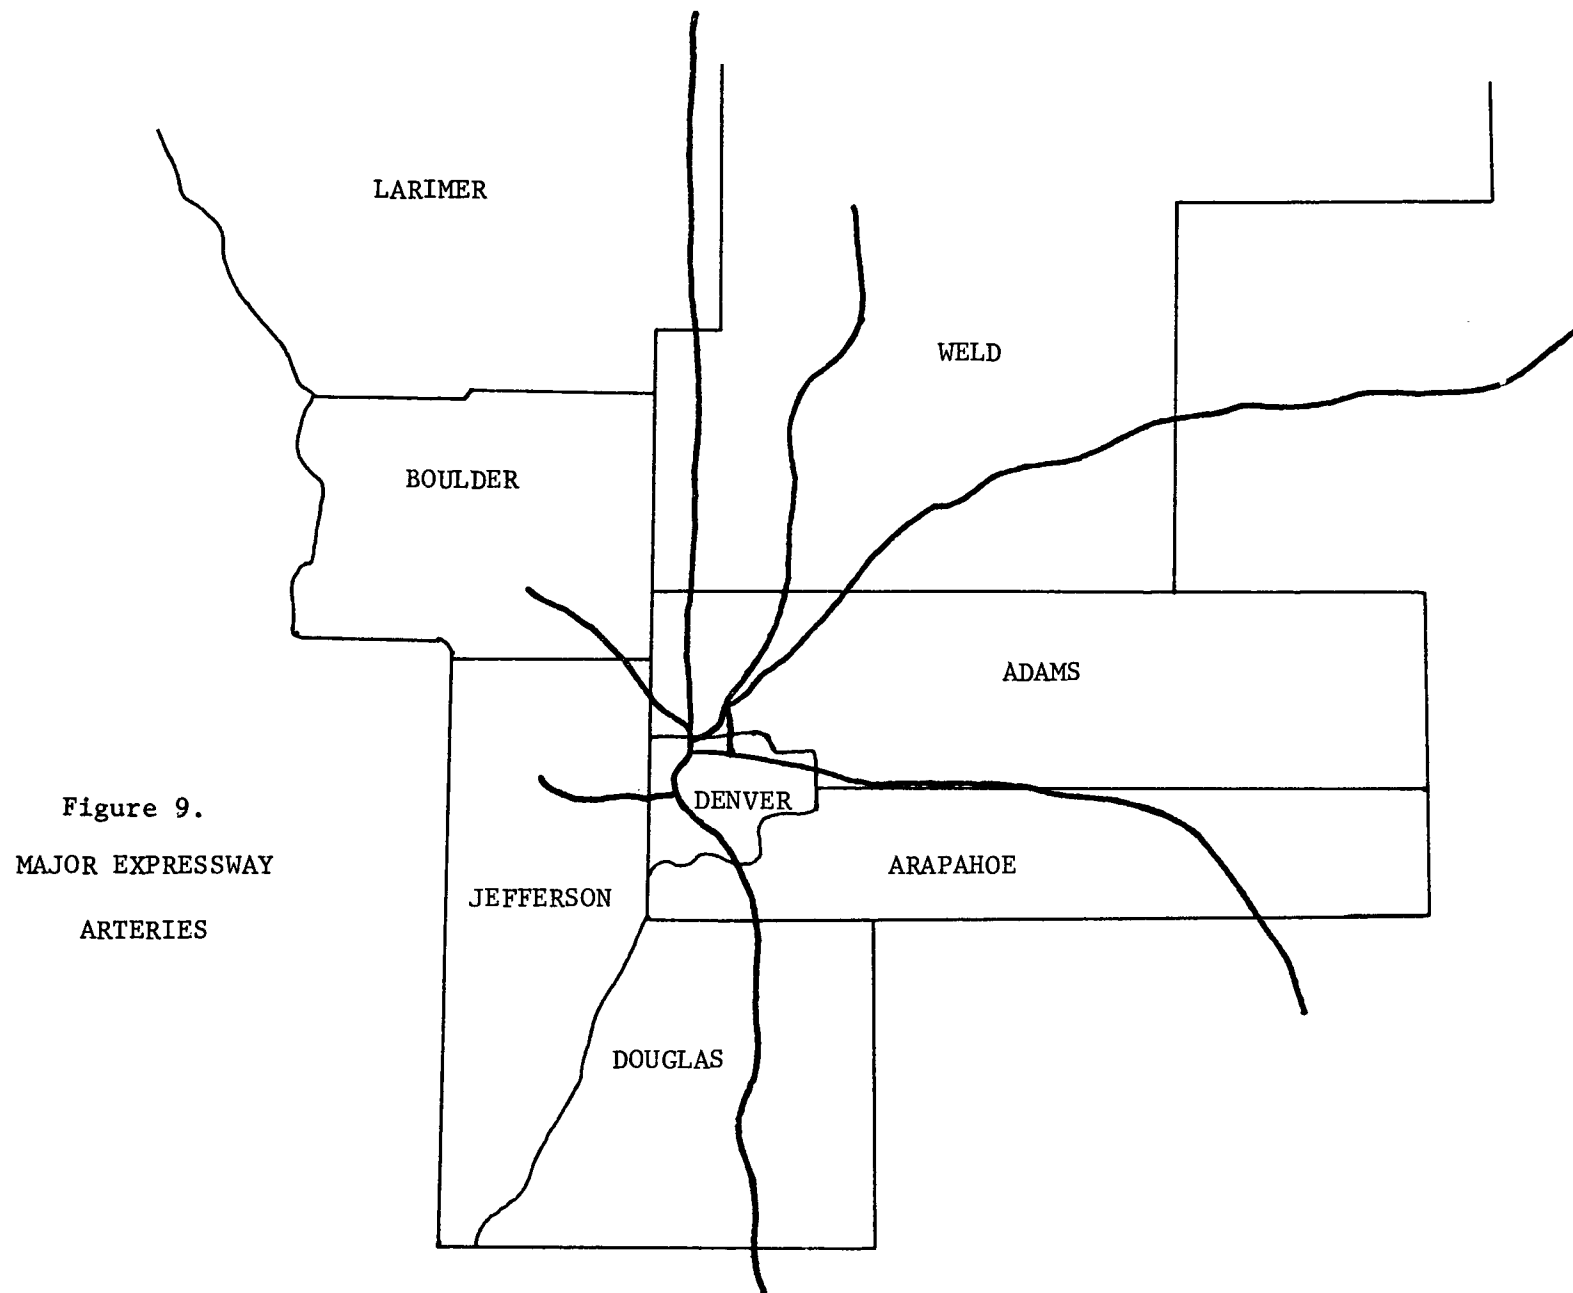 LARIMER
WELD
BOULDER
ADAMS
DENVER
Figure 9.
MAJOR EXPRESSWAY
ARTERIES
ARAPAHOE
JEFFERSON
DOUGLAS